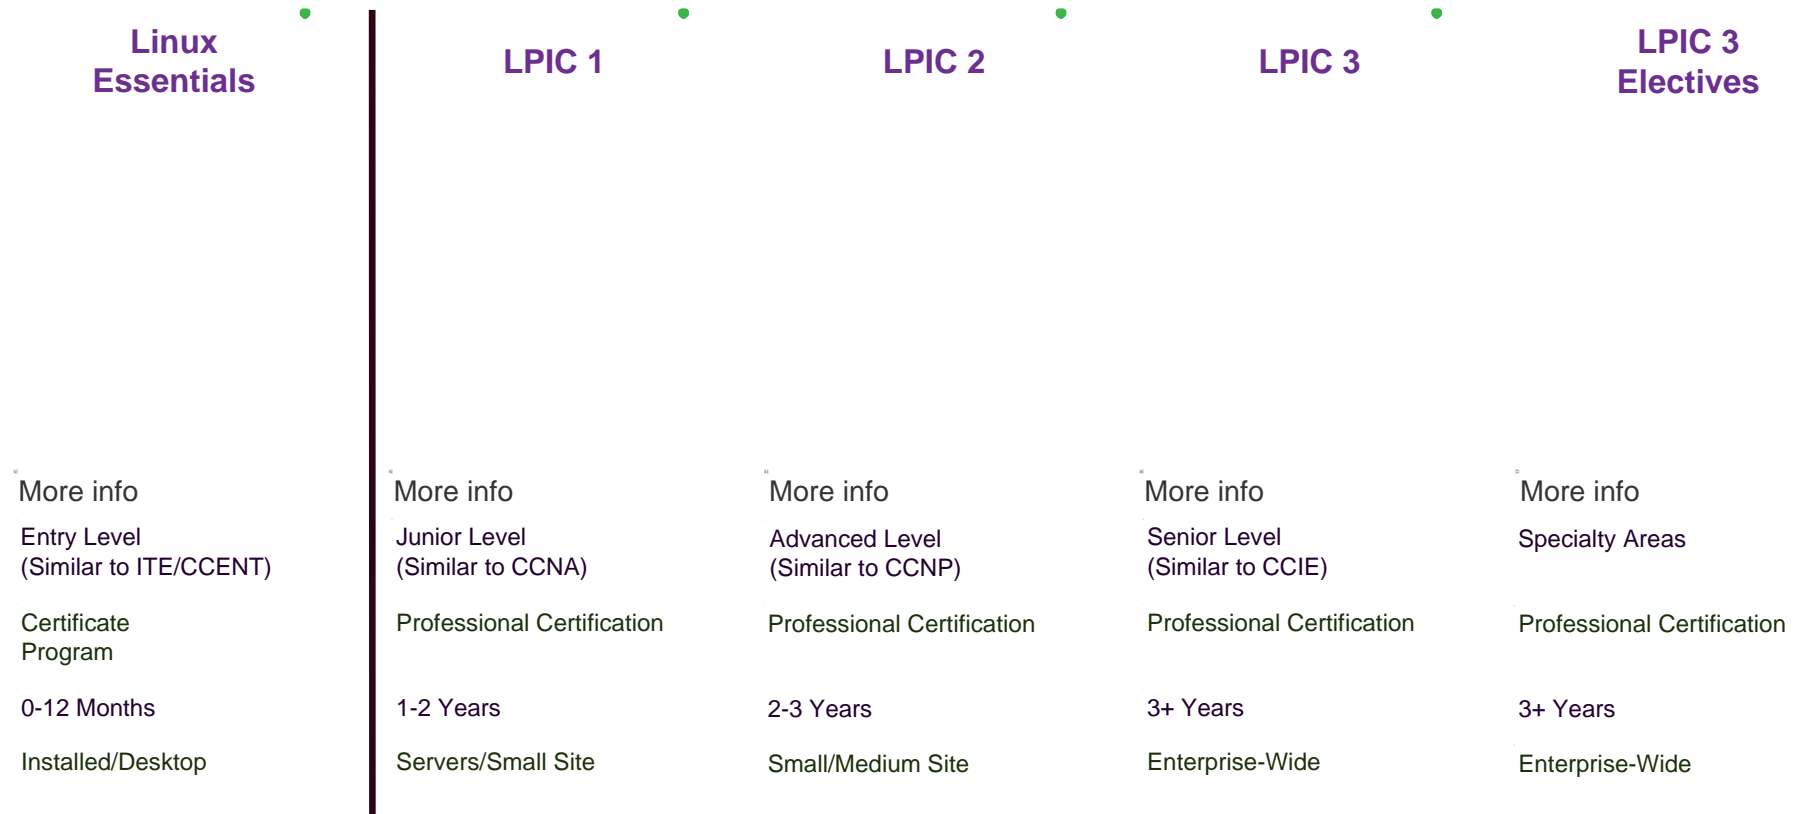 Linux
Essentials
LPIC 1
LPIC 2
LPIC 3
LPIC 3
Electives
More info
More info
More info
More info
More info
Entry Level
(Similar to ITE/CCENT)
Junior Level
(Similar to CCNA)
Advanced Level
(Similar to CCNP)
Senior Level
(Similar to CCIE)
Specialty Areas
Certificate
Program
Professional Certification
Professional Certification
Professional Certification
Professional Certification
0-12 Months
1-2 Years
2-3 Years
3+ Years
3+ Years
Installed/Desktop
Servers/Small Site
Small/Medium Site
Enterprise-Wide
Enterprise-Wide